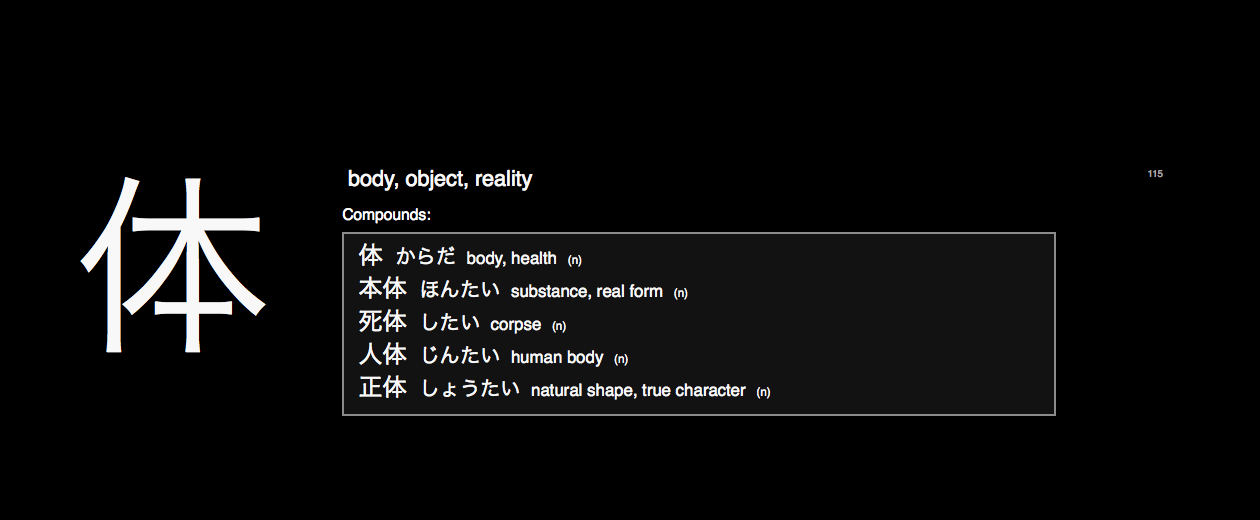 体
body, object, reality
115
Compounds:
体 からだ body, health (n)
本体 ほんたい substance, real form (n)
死体 したい corpse (n)
人体 じんたい human body (n)
正体 しょうたい natural shape, true character (n)